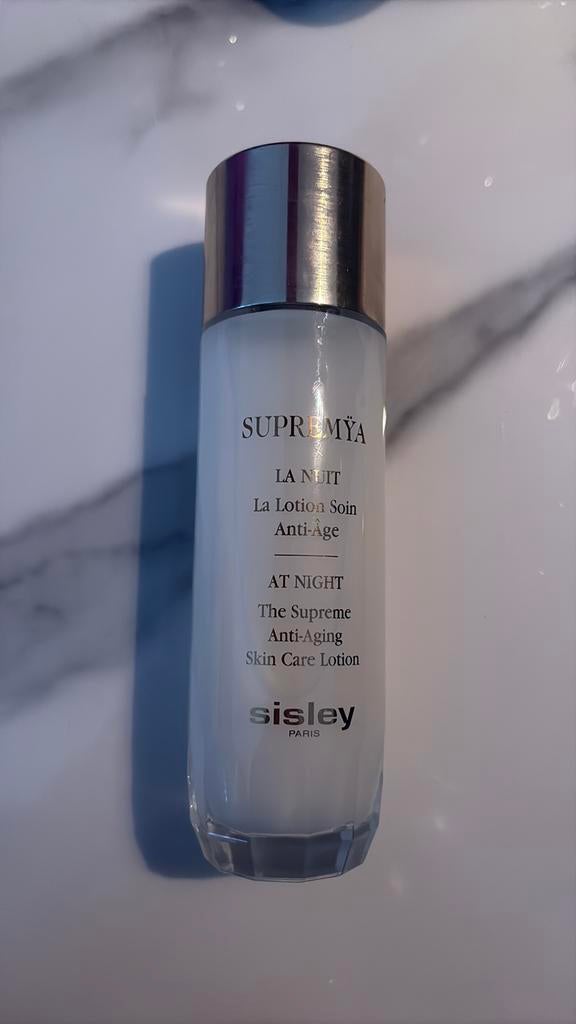 SUPREMŸA
LA NUIT
La Lotion Soin
Anti-Âge
AT NIGHT
The Supreme
Anti-Aging
Skin Care Lotion
sisley
PARIS